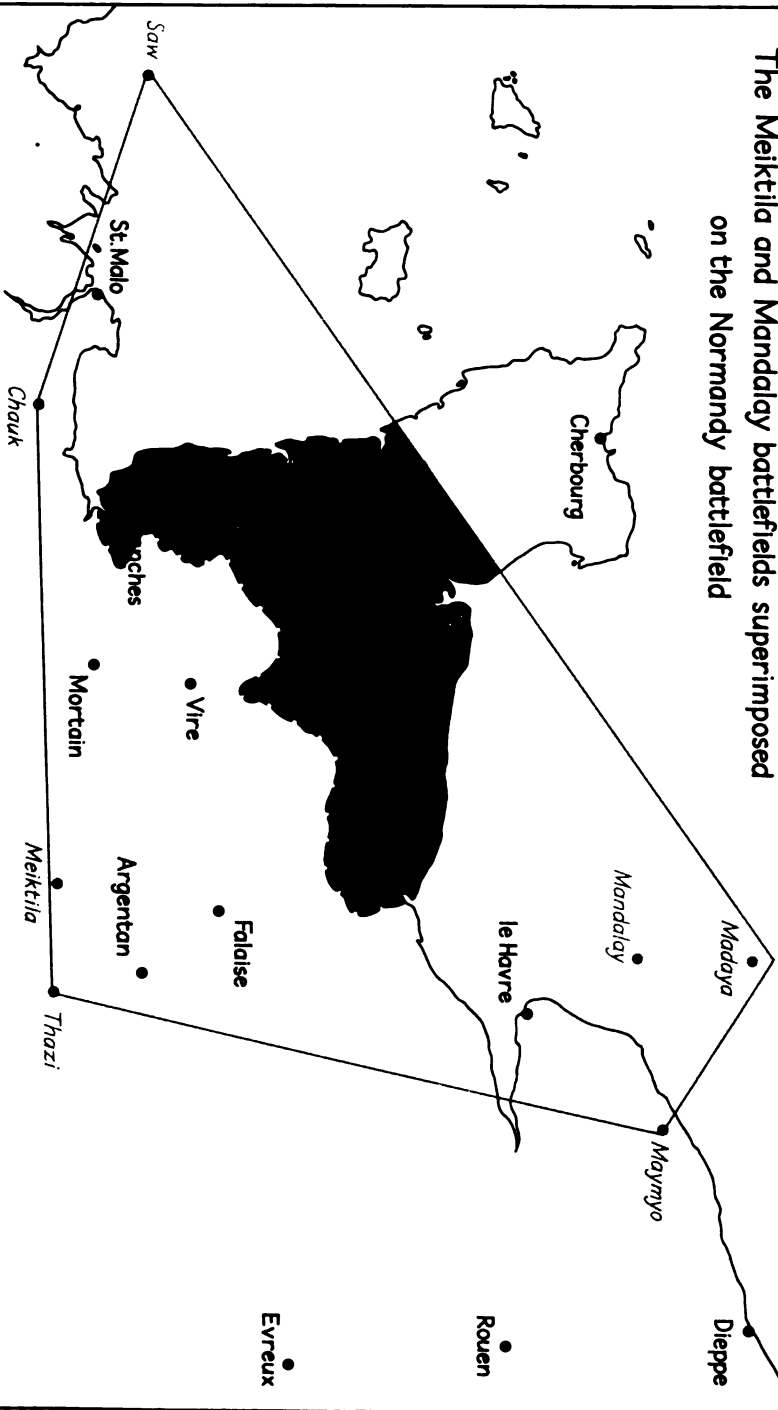 The Meiktila and Mandalay battlefields superimposed
on the Normandy battlefield
Saw
St. Malo
Chauk
Cherbourg
nches
Mortain
Vire
Meiktila
Argentan
Falaise
Thazi
le Havre
Mandalay
Madaya
Maymyo
Dieppe
Rouen
Evreux